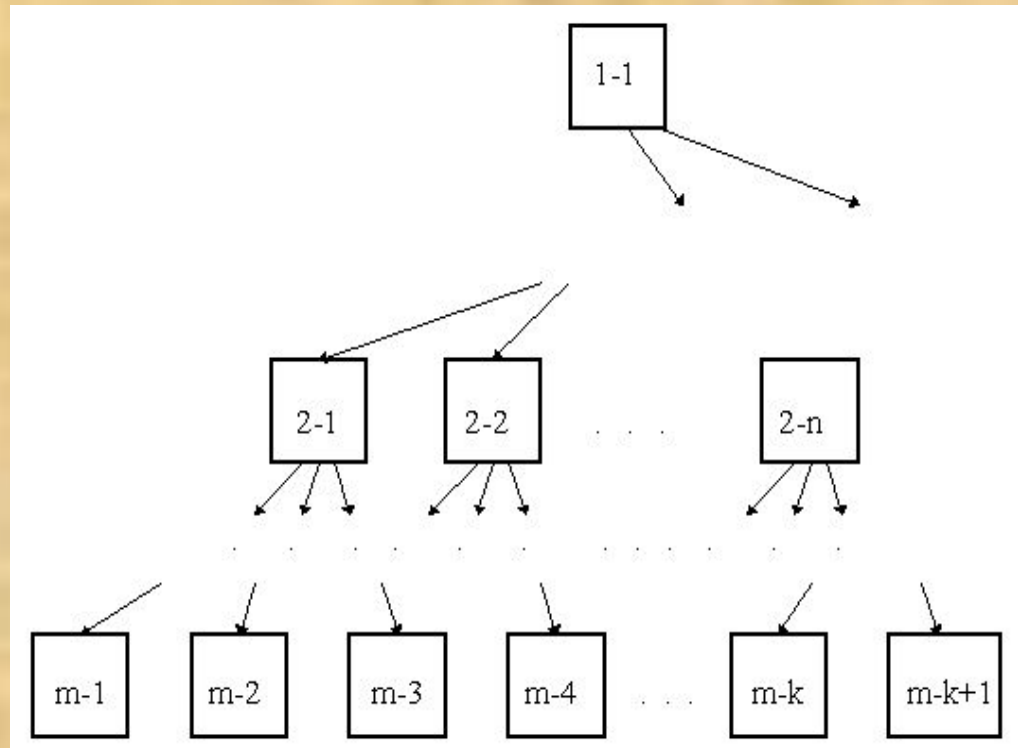 1-1
2-1 2-2 . . . 2-n
. . . . . . . . . . . .
m-1 m-2 m-3 m-4 . . . m-k m-k+1